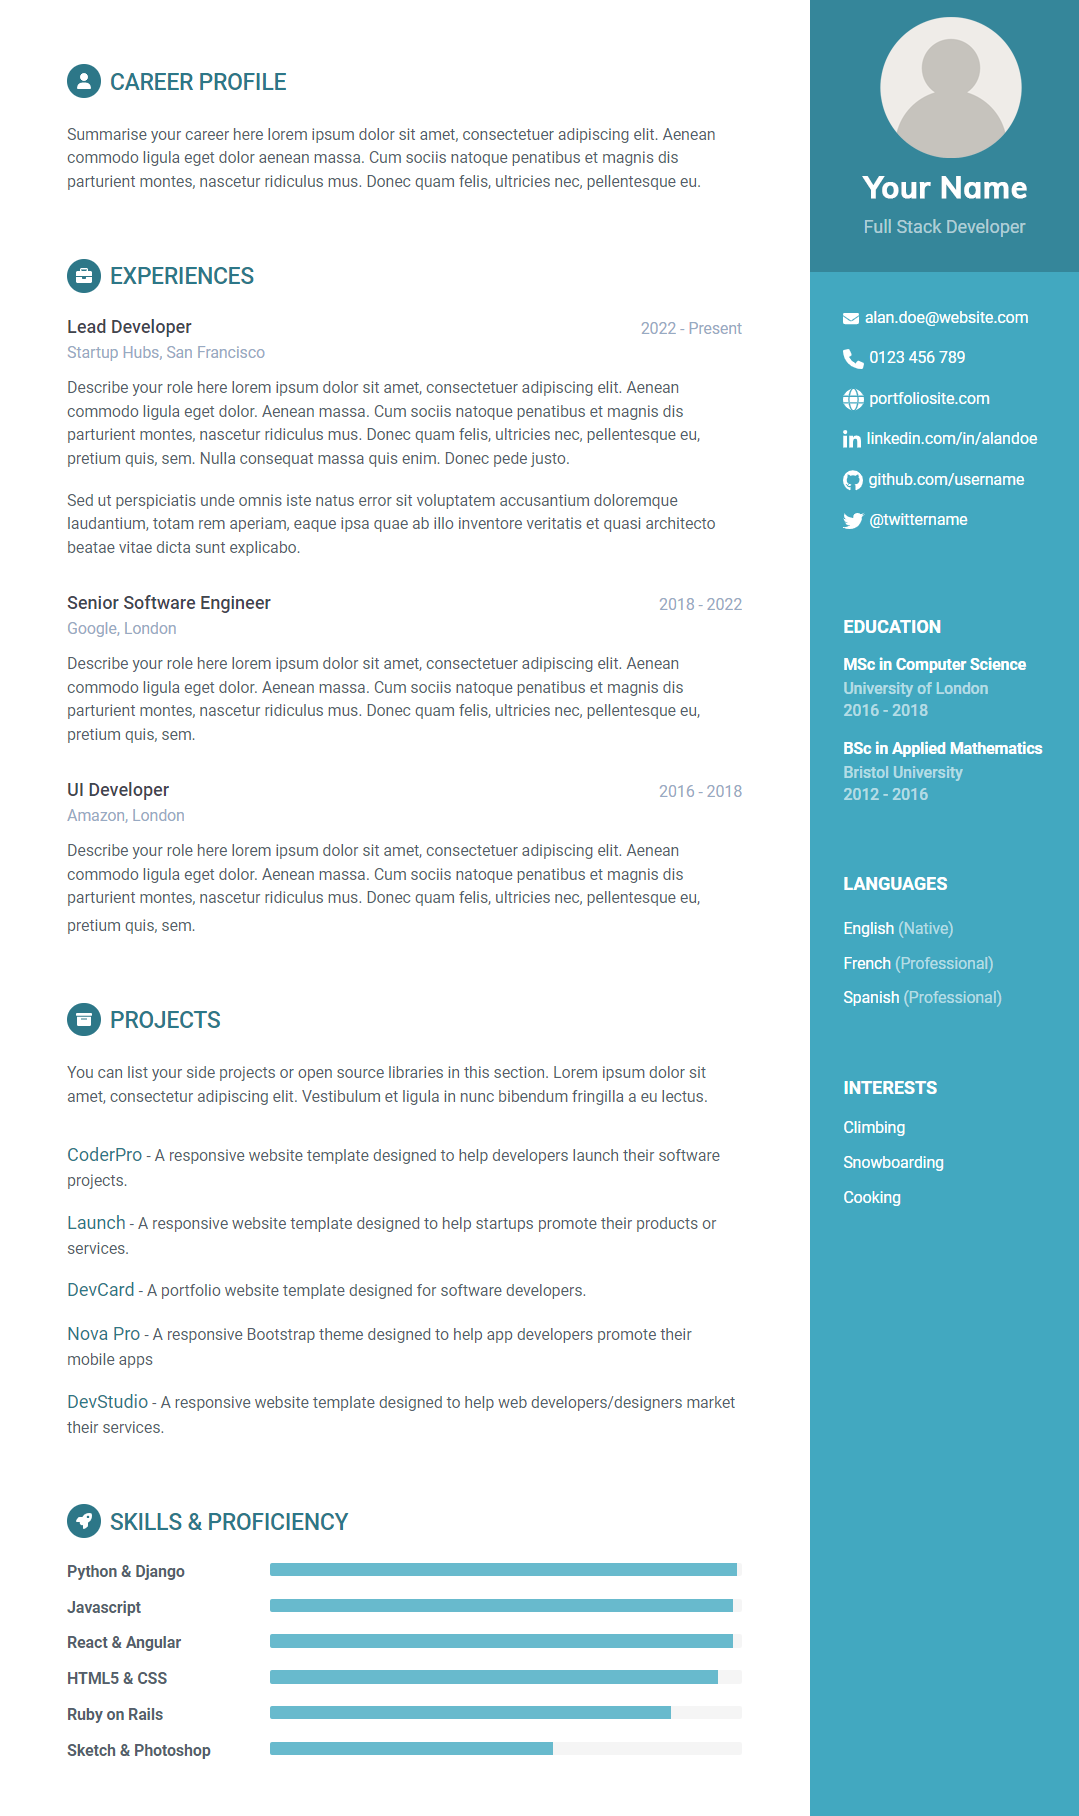 CAREER PROFILE
Summarise your career here lorem ipsum dolor sit amet, consectetuer adipiscing elit. Aenean
commodo ligula eget dolor aenean massa. Cum sociis natoque penatibus et magnis dis
parturient montes, nascetur ridiculus mus. Donec quam felis, ultricies nec, pellentesque eu.
EXPERIENCES
Lead Developer
2022 - Present
Startup Hubs, San Francisco
Describe your role here lorem ipsum dolor sit amet, consectetuer adipiscing elit. Aenean
commodo ligula eget dolor. Aenean massa. Cum sociis natoque penatibus et magnis dis
parturient montes, nascetur ridiculus mus. Donec quam felis, ultricies nec, pellentesque eu,
pretium quis, sem. Nulla consequat massa quis enim. Donec pede justo.
Sed ut perspiciatis unde omnis iste natus error sit voluptatem accusantium doloremque
laudantium, totam rem aperiam, eaque ipsa quae ab illo inventore veritatis et quasi architecto
beatae vitae dicta sunt explicabo.
Senior Software Engineer
2018 - 2022
Google, London
Describe your role here lorem ipsum dolor sit amet, consectetuer adipiscing elit. Aenean
commodo ligula eget dolor. Aenean massa. Cum sociis natoque penatibus et magnis dis
parturient montes, nascetur ridiculus mus. Donec quam felis, ultricies nec, pellentesque eu,
pretium quis, sem.
UI Developer
2016 - 2018
Amazon, London
Describe your role here lorem ipsum dolor sit amet, consectetuer adipiscing elit. Aenean
commodo ligula eget dolor. Aenean massa. Cum sociis natoque penatibus et magnis dis
parturient montes, nascetur ridiculus mus. Donec quam felis, ultricies nec, pellentesque eu,
pretium quis, sem.
PROJECTS
You can list your side projects or open source libraries in this section. Lorem ipsum dolor sit
amet, consectetur adipiscing elit. Vestibulum et ligula in nunc bibendum fringilla a eu lectus.
CoderPro - A responsive website template designed to help developers launch their software
projects.
Launch - A responsive website template designed to help startups promote their products or
services.
DevCard - A portfolio website template designed for software developers.
Nova Pro - A responsive Bootstrap theme designed to help app developers promote their
mobile apps
DevStudio - A responsive website template designed to help web developers/designers market
their services.
SKILLS & PROFICIENCY
Python & Django
Javascript
React & Angular
HTML5 & CSS
Ruby on Rails
Sketch & Photoshop
Your Name
Full Stack Developer
alan.doe@website.com
0123 456 789
portfoliosite.com
linkedin.com/in/alandoe
github.com/username
@twittername
EDUCATION
MSc in Computer Science
University of London
2016 - 2018
BSc in Applied Mathematics
Bristol University
2012 - 2016
LANGUAGES
English (Native)
French (Professional)
Spanish (Professional)
INTERESTS
Climbing
Snowboarding
Cooking